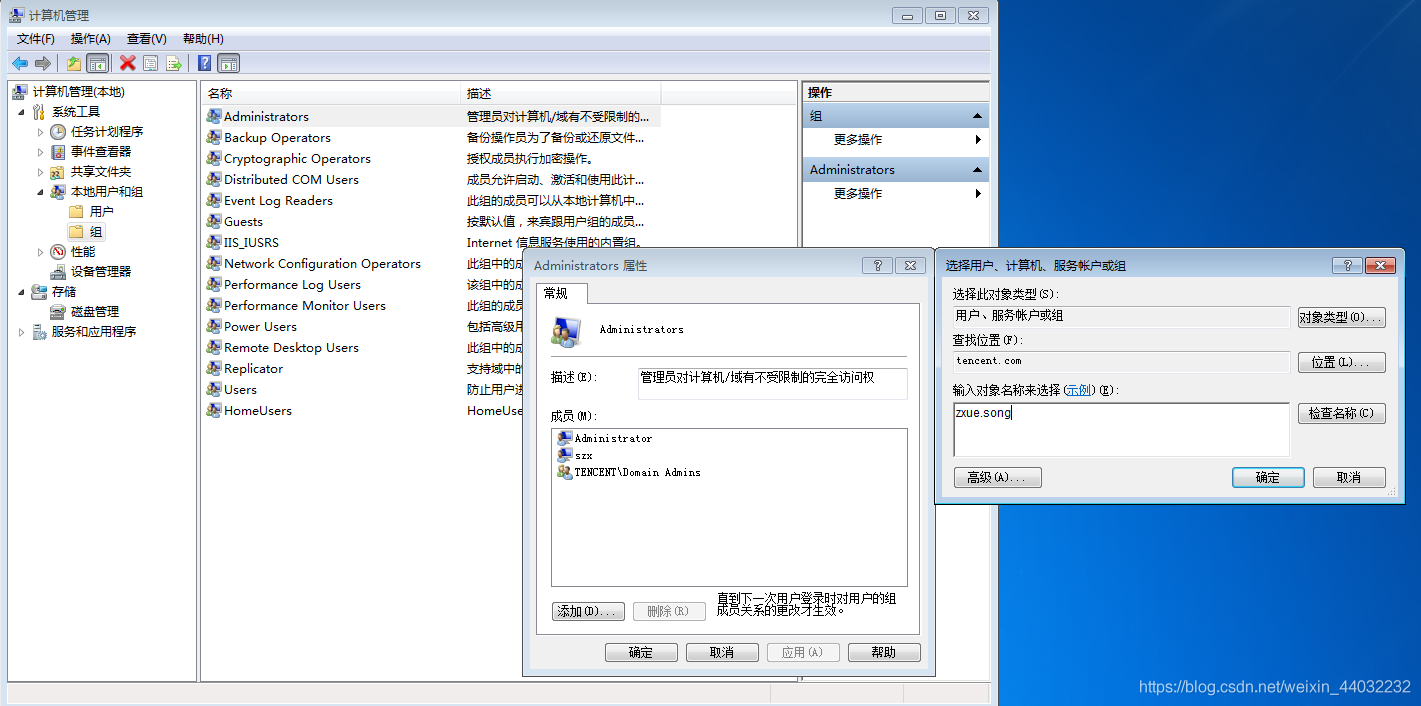 计算机管理
文件(F) 操作(A) 查看(V) 帮助(H)
计算机管理(本地)
系统工具
任务计划程序
事件查看器
共享文件夹
本地用户和组
用户
组
性能
设备管理器
存储
磁盘管理
服务和应用程序
名称 描述
Administrators 管理员对计算机/域有不受限制的...
Backup Operators 备份操作员为了备份或还原文件...
Cryptographic Operators 授权成员执行加密操作。
Distributed COM Users 成员允许启动、激活和使用此计...
Event Log Readers 此组的成员可以从本地计算机中...
Guests 按默认值，来宾跟用户组的成员...
IIS_IUSRS Internet 信息服务使用的内置组。
Network Configuration Operators 此组中的成
Performance Log Users 该组中的成
Performance Monitor Users 此组的成员
Power Users 包括高级用
Remote Desktop Users 此组中的成
Replicator 支持域中的
Users 防止用户进
HomeUsers HomeUse
操作
组
更多操作
Administrators
更多操作
Administrators 属性
常规
Administrators
描述(E): 管理员对计算机/域有不受限制的完全访问权
成员(M):
Administrator
szx
TENCENT\Domain Admins
添加(D)... 删除(R) 直到下一次用户登录时对用户的组
成员关系的更改才生效。
确定 取消 应用(A) 帮助
选择用户、计算机、服务帐户或组
选择此对象类型(S):
用户、服务帐户或组 对象类型(O)...
查找位置(F):
tencent.com 位置(L)...
输入对象名称来选择(示例)(E):
zxue.song 检查名称(C)
高级(A)... 确定 取消
https://blog.csdn.net/weixin_44032232